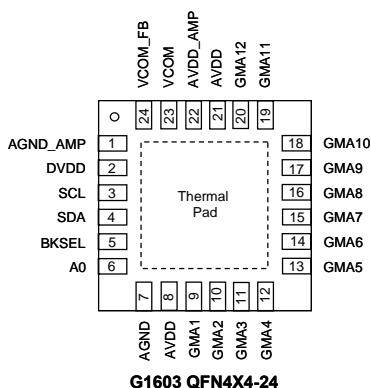 VCOM_FB
VCOM
AVDD_AMP
AVDD
GMA12
GMA11
24
23
22
21
20
19
AGND_AMP 1
DVDD 2
SCL 3
SDA 4
BKSEL 5
A0 6
Thermal
Pad
18 GMA10
17 GMA9
16 GMA8
15 GMA7
14 GMA6
13 GMA5
7
8
9
10
11
12
AGND
AVDD
GMA1
GMA2
GMA3
GMA4
G1603 QFN4X4-24